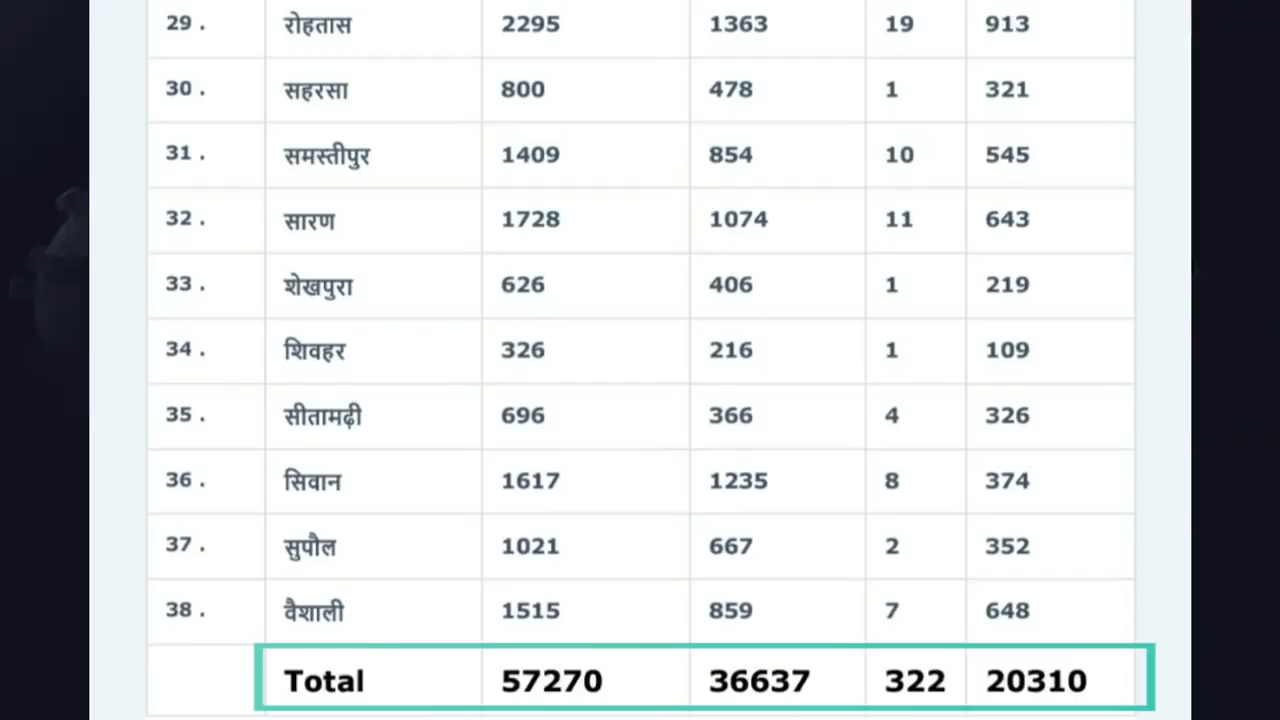 29 . रोहतास 2295 1363 19 913
30 . सहरसा 800 478 1 321
31 . समस्तीपुर 1409 854 10 545
32 . सारण 1728 1074 11 643
33 . शेखपुरा 626 406 1 219
34 . शिवहर 326 216 1 109
35 . सीतामढ़ी 696 366 4 326
36 . सिवान 1617 1235 8 374
37 . सुपौल 1021 667 2 352
38 . वैशाली 1515 859 7 648
Total 57270 36637 322 20310